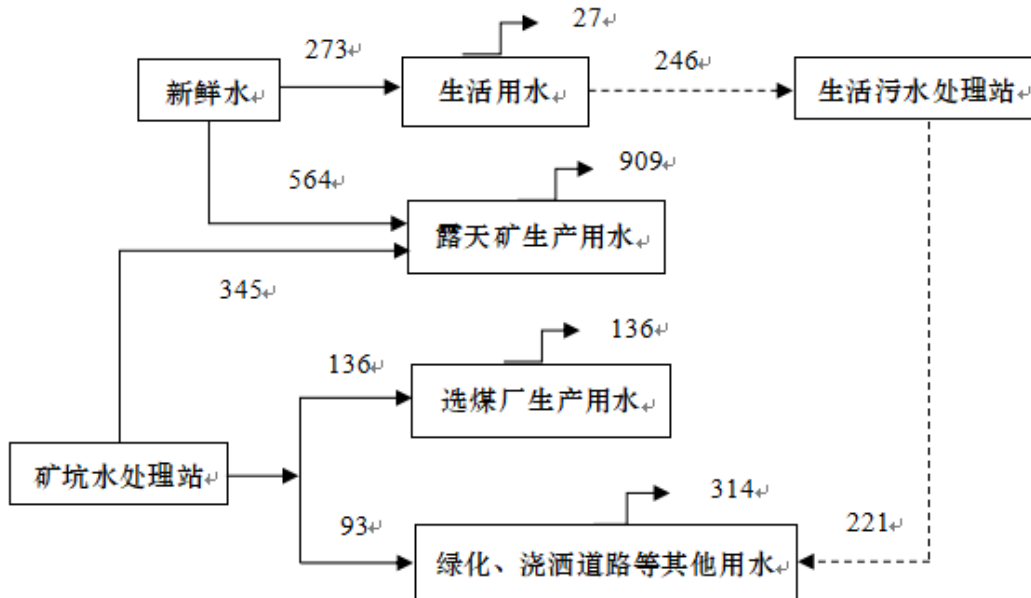 27
273
246
新鲜水
生活用水
生活污水处理站
909
564
露天矿生产用水
345
136
136
选煤厂生产用水
矿坑水处理站
314
93
221
绿化、浇洒道路等其他用水